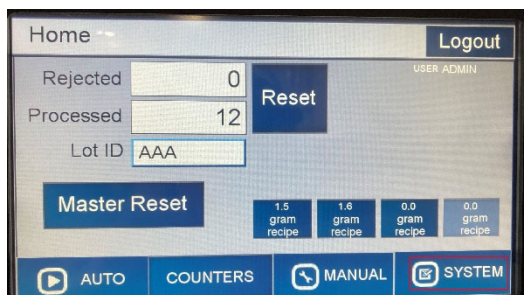 Home
Logout
USER ADMIN
Rejected 0
Reset
Processed 12
Lot ID AAA
Master Reset
1.5 gram recipe
1.6 gram recipe
0.0 gram recipe
0.0 gram recipe
AUTO COUNTERS MANUAL SYSTEM